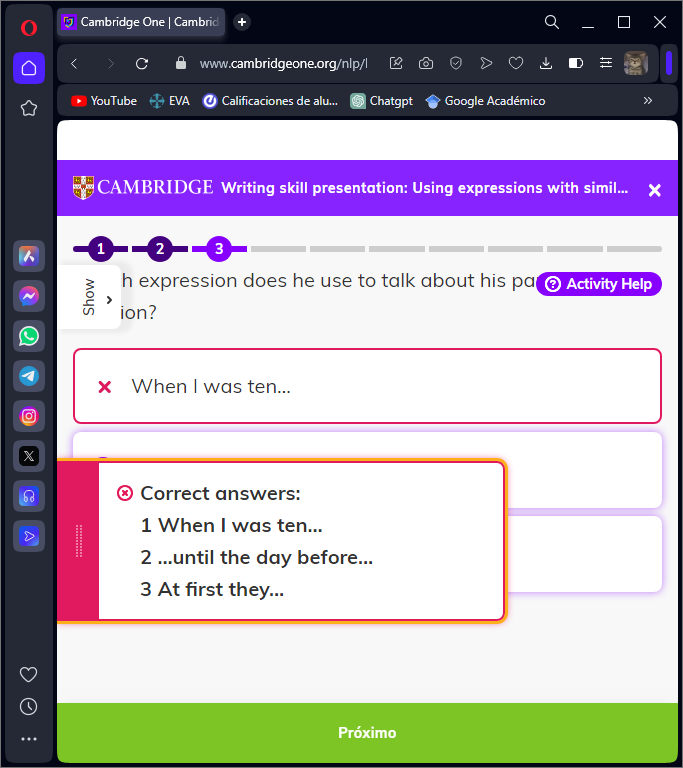 Cambridge One | Cambrid
www.cambridgeone.org/nlp/l
YouTube
EVA
Calificaciones de alu...
Chatgpt
Google Académico
CAMBRIDGE
Writing skill presentation: Using expressions with simil...
1 2 3
h expression does he use to talk about his pa
Activity Help
Show
ion?
When I was ten...
Correct answers:
1 When I was ten...
2 ...until the day before...
3 At first they...
Próximo